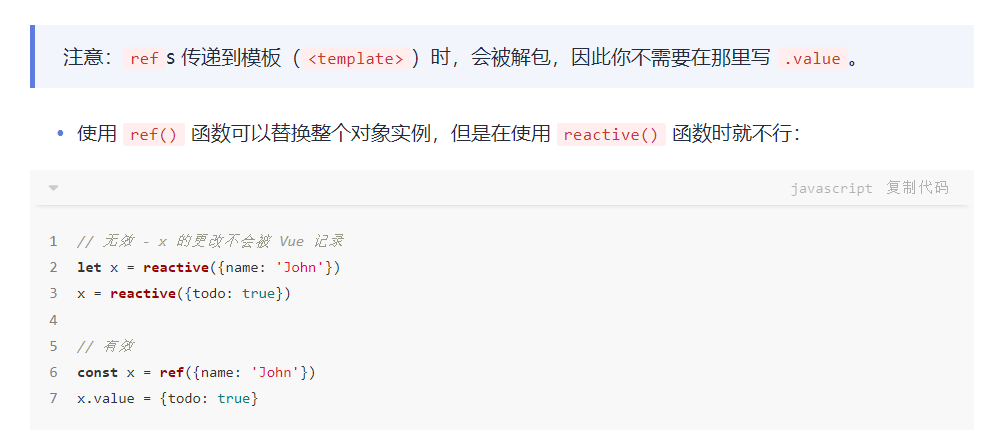 注意：ref s 传递到模板（<template>）时，会被解包，因此你不需要在那里写 .value。
• 使用 ref() 函数可以替换整个对象实例，但是在使用 reactive() 函数时就不行：
javascript 复制代码
1 // 无效 - x 的更改不会被 Vue 记录
2 let x = reactive({name: 'John'})
3 x = reactive({todo: true})
4
5 // 有效
6 const x = ref({name: 'John'})
7 x.value = {todo: true}